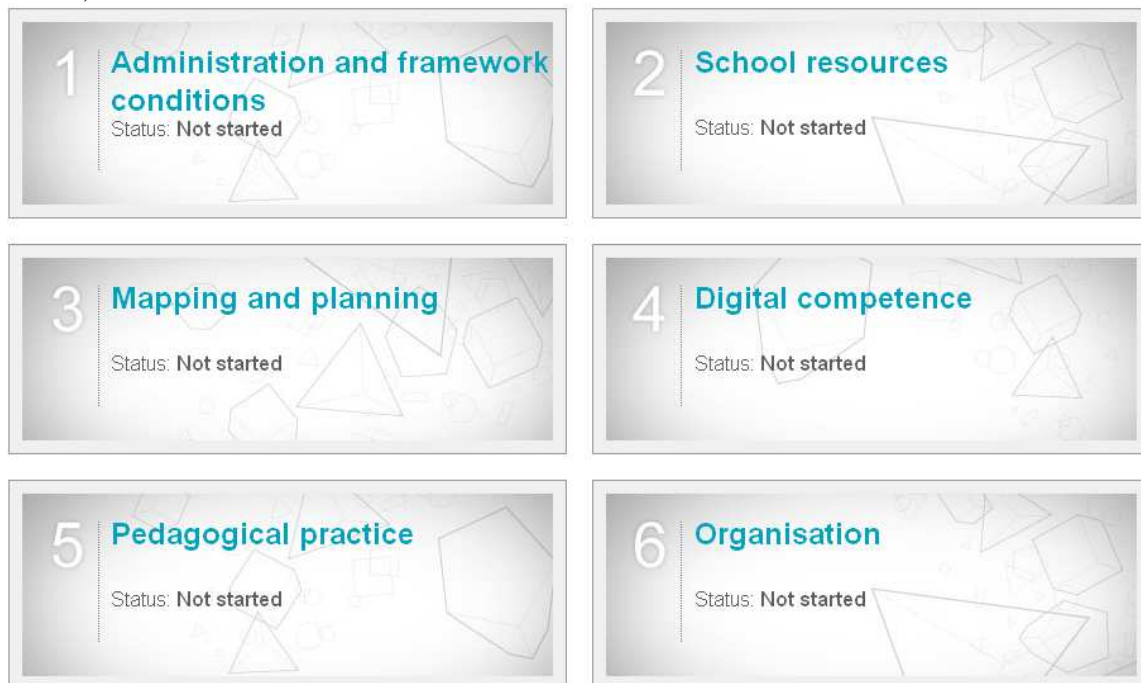 1
Administration and framework
conditions
Status: Not started
2
School resources
Status: Not started
3
Mapping and planning
Status: Not started
4
Digital competence
Status: Not started
5
Pedagogical practice
Status: Not started
6
Organisation
Status: Not started